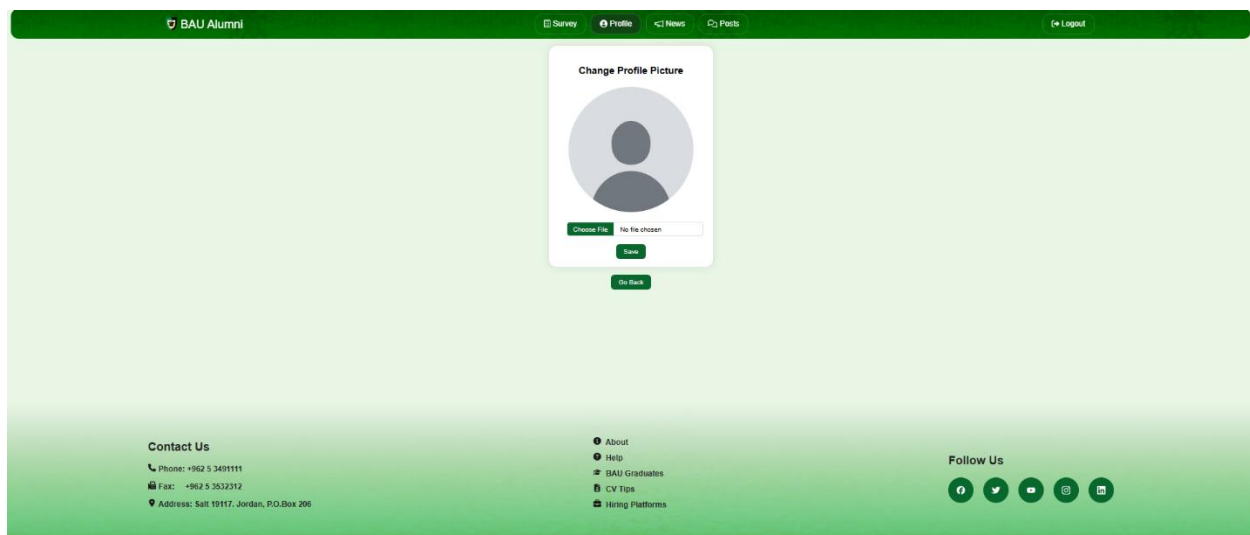 BAU Alumni
Survey
Profile
News
Posts
Logout
Change Profile Picture
Choose File No file chosen
Save
Go Back
Contact Us
Phone: +962 5 3491111
Fax: +962 5 3532312
Address: Salt 19117. Jordan, P.O.Box 206
About
Help
BAU Graduates
CV Tips
Hiring Platforms
Follow Us